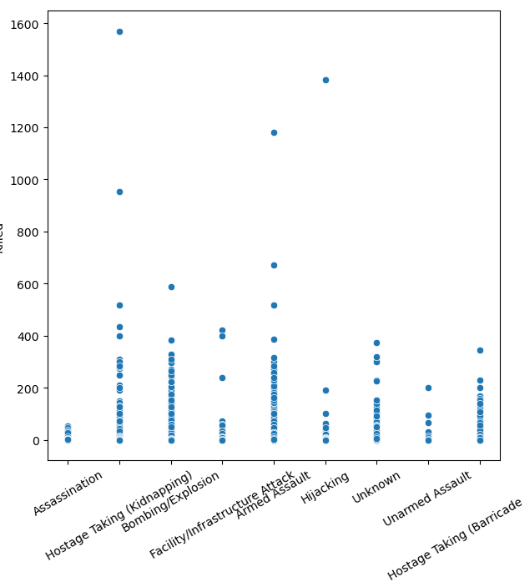 1600
1400
1200
1000
800
600
400
200
0
killed
Assassination
Hostage Taking (Kidnapping)
Bombing/Explosion
Facility/Infrastructure Attack
Armed Assault
Hijacking
Unknown
Unarmed Assault
Hostage Taking (Barricade